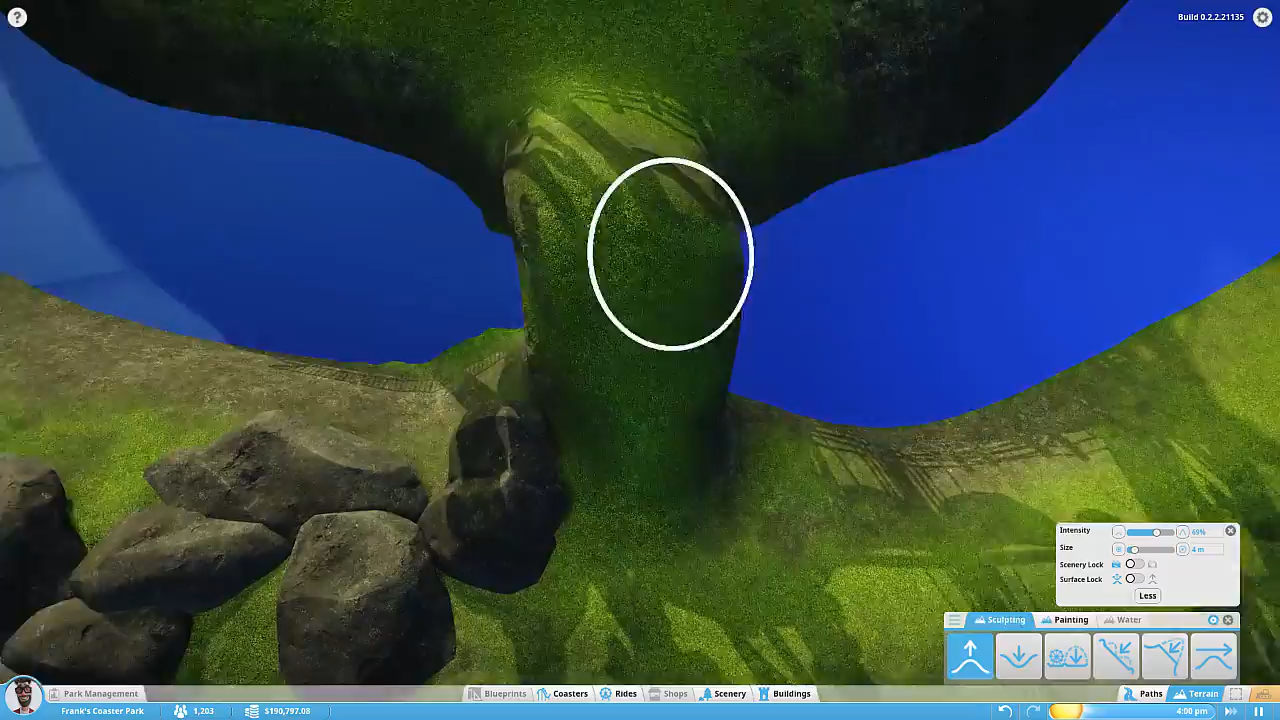 ?
Build 0.2.2.21135
Intensity 69%
Size 4 m
Scenery Lock
Surface Lock
Less
Sculpting Painting Water
Park Management Blueprints Coasters Rides Shops Scenery Buildings Paths Terrain
Frank's Coaster Park 1,203 $190,797.08 4:00 pm